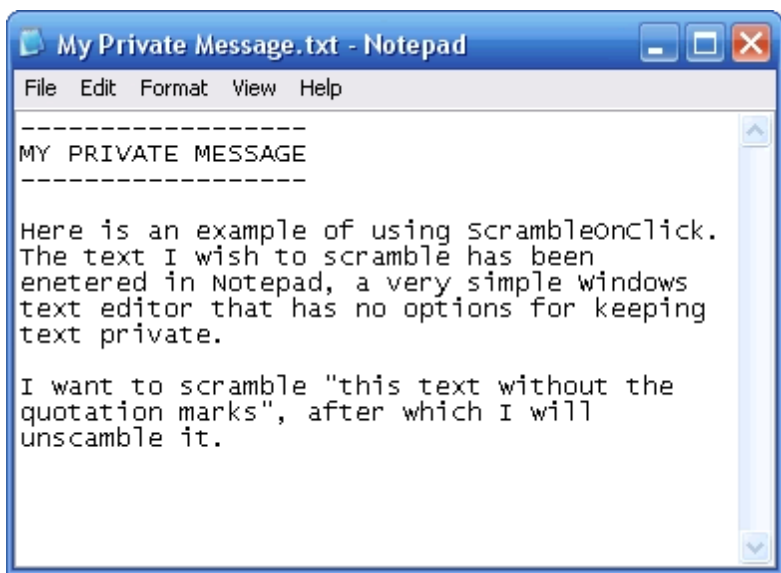 My Private Message.txt - Notepad
File Edit Format View Help
------------------
MY PRIVATE MESSAGE
------------------
Here is an example of using ScrambleOnClick.
The text I wish to scramble has been
enetered in Notepad, a very simple Windows
text editor that has no options for keeping
text private.
I want to scramble "this text without the
quotation marks", after which I will
unscamble it.